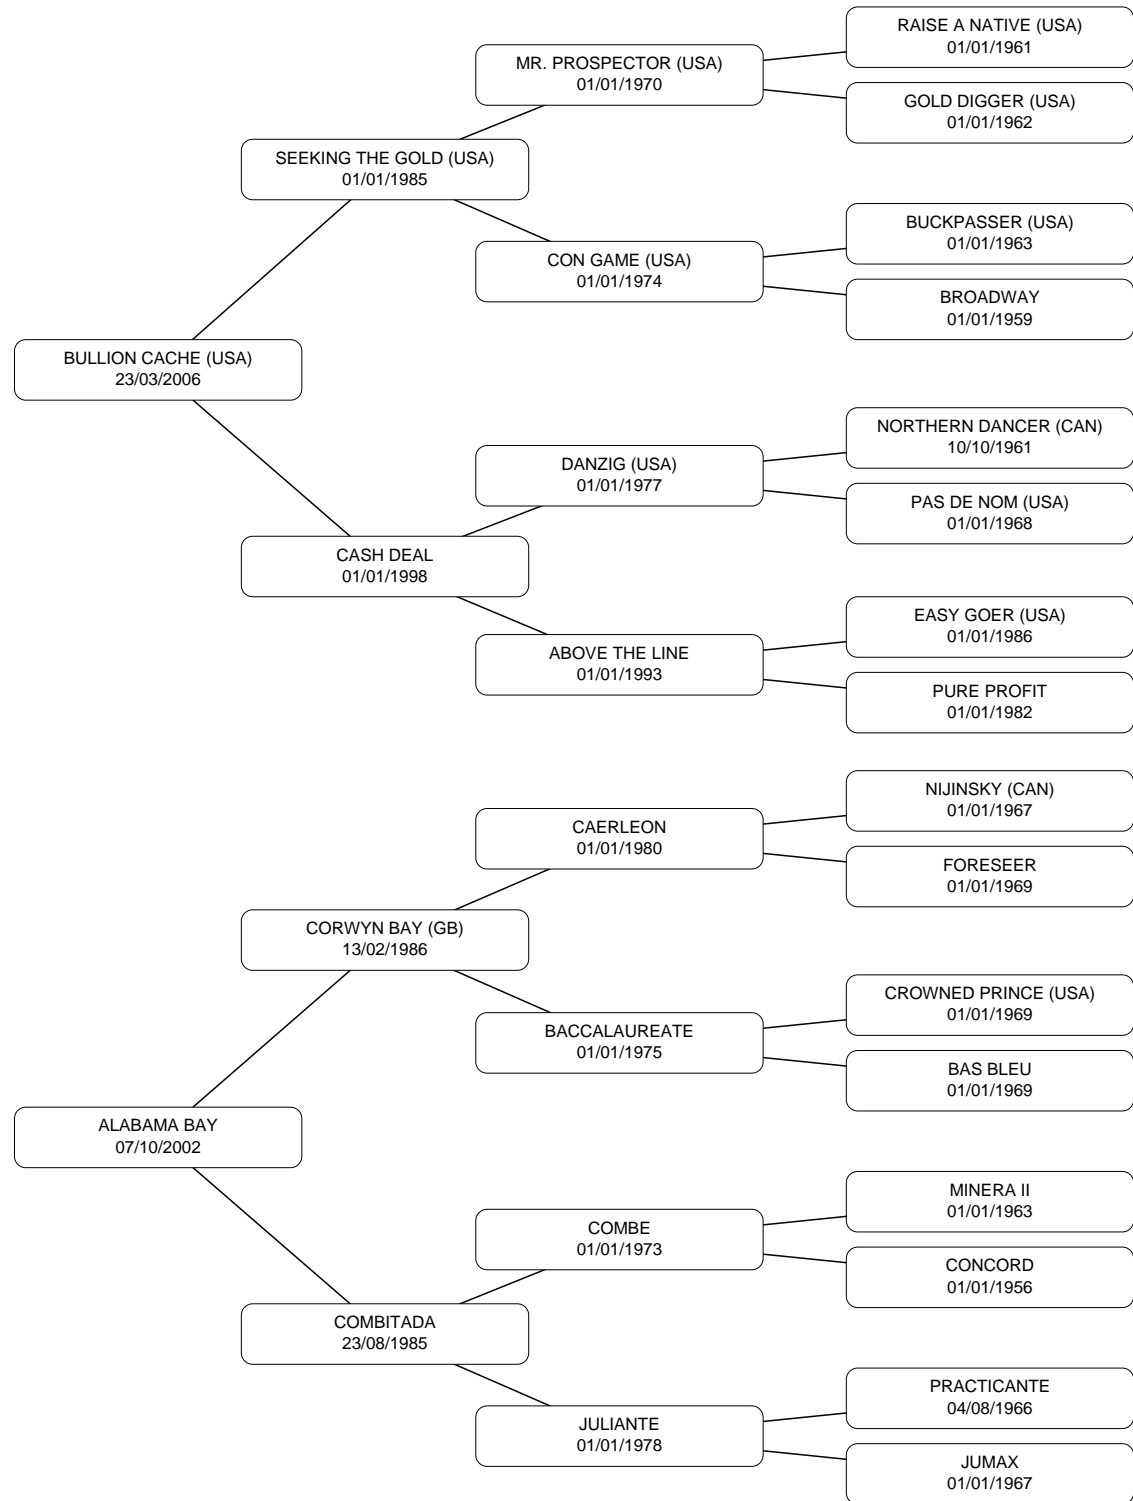 RAISE A NATIVE (USA)
01/01/1961
MR. PROSPECTOR (USA)
01/01/1970
GOLD DIGGER (USA)
01/01/1962
SEEKING THE GOLD (USA)
01/01/1985
BUCKPASSER (USA)
01/01/1963
CON GAME (USA)
01/01/1974
BROADWAY
01/01/1959
BULLION CACHE (USA)
23/03/2006
NORTHERN DANCER (CAN)
10/10/1961
DANZIG (USA)
01/01/1977
PAS DE NOM (USA)
01/01/1968
CASH DEAL
01/01/1998
EASY GOER (USA)
01/01/1986
ABOVE THE LINE
01/01/1993
PURE PROFIT
01/01/1982
NIJINSKY (CAN)
01/01/1967
CAERLEON
01/01/1980
FORESEER
01/01/1969
CORWYN BAY (GB)
13/02/1986
CROWNED PRINCE (USA)
01/01/1969
BACCALAUREATE
01/01/1975
BAS BLEU
01/01/1969
ALABAMA BAY
07/10/2002
MINERA II
01/01/1963
COMBE
01/01/1973
CONCORD
01/01/1956
COMBITADA
23/08/1985
PRACTICANTE
04/08/1966
JULIANTE
01/01/1978
JUMAX
01/01/1967